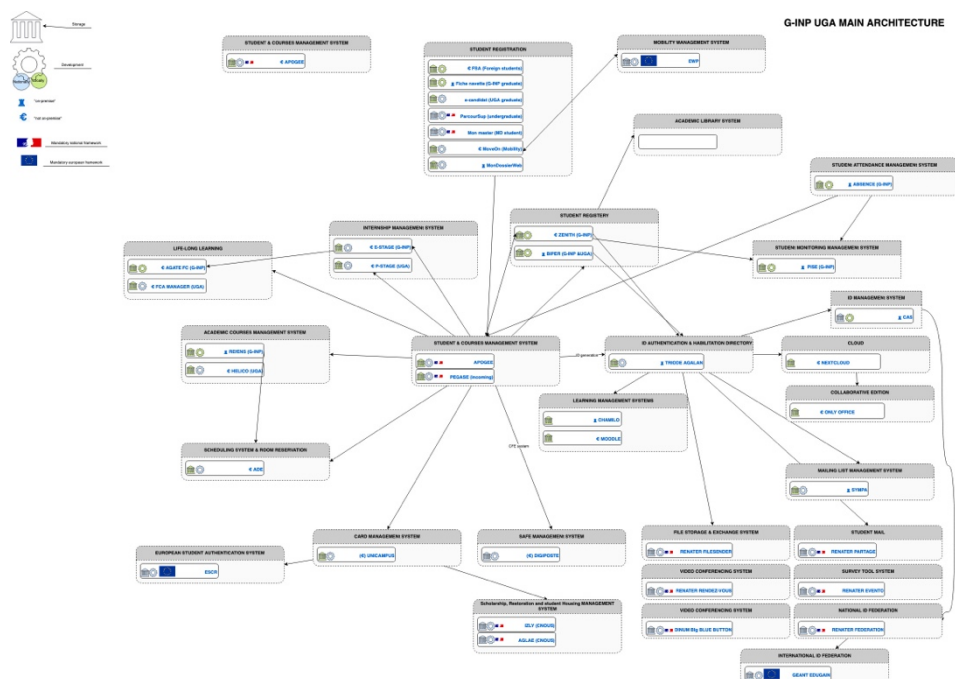 G-INP UGA MAIN ARCHITECTURE
Storage
Development
"on-premise"
€ "not on-premise"
Mandatory national framework
Mandatory european framework
STUDENT & COURSES MANAGEMENT SYSTEM
€ APOGEE
STUDENT REGISTRATION
€ FEA (Foreign students)
(G-INP graduate)
e-candidat (UGA graduate)
ParcourSup (undergraduate)
Mon master (MD student)
€ MoveOn (Mobility)
MonDossierWeb
MOBILITY MANAGEMENT SYSTEM
EWP
ACADEMIC LIBRARY SYSTEM
STUDENT ATTENDANCE MANAGEMENT SYSTEM
ABSENCE (G-INP)
STUDENT REGISTERY
€ ZENITH (G-INP)
BIPER (G-INP &UGA)
INTERNSHIP MANAGEMENT SYSTEM
€ E-STAGE (G-INP)
€ P-STAGE (UGA)
LIFE-LONG LEARNING
€ AGATE FC (G-INP)
€ FCA MANAGER (UGA)
STUDENT MONITORING MANAGEMENT SYSTEM
€ PISE (G-INP)
ID MANAGEMENT SYSTEM
CAS
ACADEMIC COURSES MANAGEMENT SYSTEM
REFENS (G-INP)
€ HELICO (UGA)
STUDENT & COURSES MANAGEMENT SYSTEM
APOGEE
PEGASE (incoming)
ID generation
ID AUTHENTICATION & HABILITATION DIRECTORY
TRIODE AGALAN
CLOUD
€ NEXTCLOUD
COLLABORATIVE EDITION
€ ONLY OFFICE
LEARNING MANAGEMENT SYSTEMS
CHAMILO
€ MOODLE
SCHEDULING SYSTEM & ROOM RESERVATION
€ ADE
MAILING LIST MANAGEMENT SYSTEM
SYMPA
CARD MANAGEMENT SYSTEM
(€) UNICAMPUS
SAFE MANAGEMENT SYSTEM
(€) DIGIPOSTE
EUROPEAN STUDENT AUTHENTICATION SYSTEM
ESCR
FILE STORAGE & EXCHANGE SYSTEM
RENATER FILESENDER
STUDENT MAIL
RENATER PARTAGE
VIDEO CONFERENCING SYSTEM
RENATER RENDEZ-VOUS
SURVEY TOOL SYSTEM
RENATER EVENTO
VIDEO CONFERENCING SYSTEM
DINUM Big BLUE BUTTON
NATIONAL ID FEDERATION
RENATER FEDERATION
Scholarship, Restoration and student Housing MANAGEMENT
SYSTEM
IZLY (CNOUS)
AGLAE (CNOUS)
INTERNATIONAL ID FEDERATION
GEANT EDUGAIN